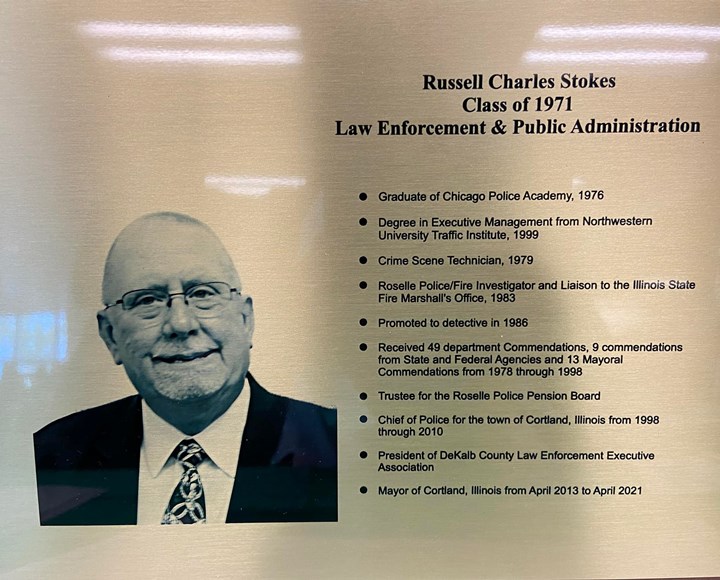 Russell Charles Stokes
Class of 1971
Law Enforcement & Public Administration
● Graduate of Chicago Police Academy, 1976
● Degree in Executive Management from Northwestern
University Traffic Institute, 1999
● Crime Scene Technician, 1979
● Roselle Police/Fire Investigator and Liaison to the Illinois State
Fire Marshall's Office, 1983
● Promoted to detective in 1986
● Received 49 department Commendations, 9 commendations
from State and Federal Agencies and 13 Mayoral
Commendations from 1978 through 1998
● Trustee for the Roselle Police Pension Board
● Chief of Police for the town of Cortland, Illinois from 1998
through 2010
● President of DeKalb County Law Enforcement Executive
Association
● Mayor of Cortland, Illinois from April 2013 to April 2021